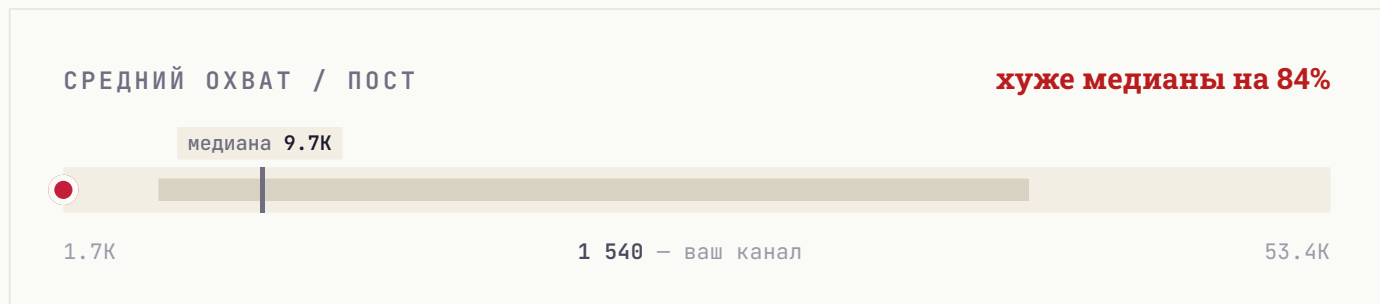 СРЕДНИЙ ОХВАТ / ПОСТ
хуже медианы на 84%
медиана 9.7K
1.7K
1 540 — ваш канал
53.4K